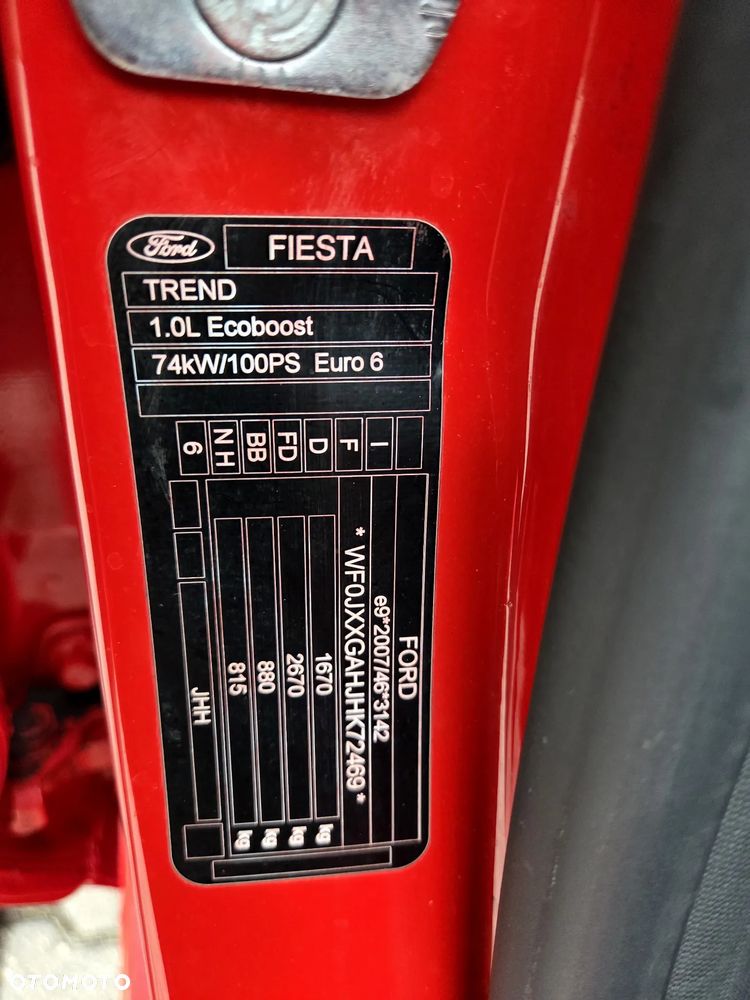 Ford
FIESTA
TREND
1.0L Ecoboost
74kW/100PS Euro 6
I
F
D
FD
BB
NH
6
FORD
e9*2007/46*3142
* WF0JXXGAHJHK72469 *
1670 kg
2670 kg
880 kg
815 kg
JHH
OTOMOTO